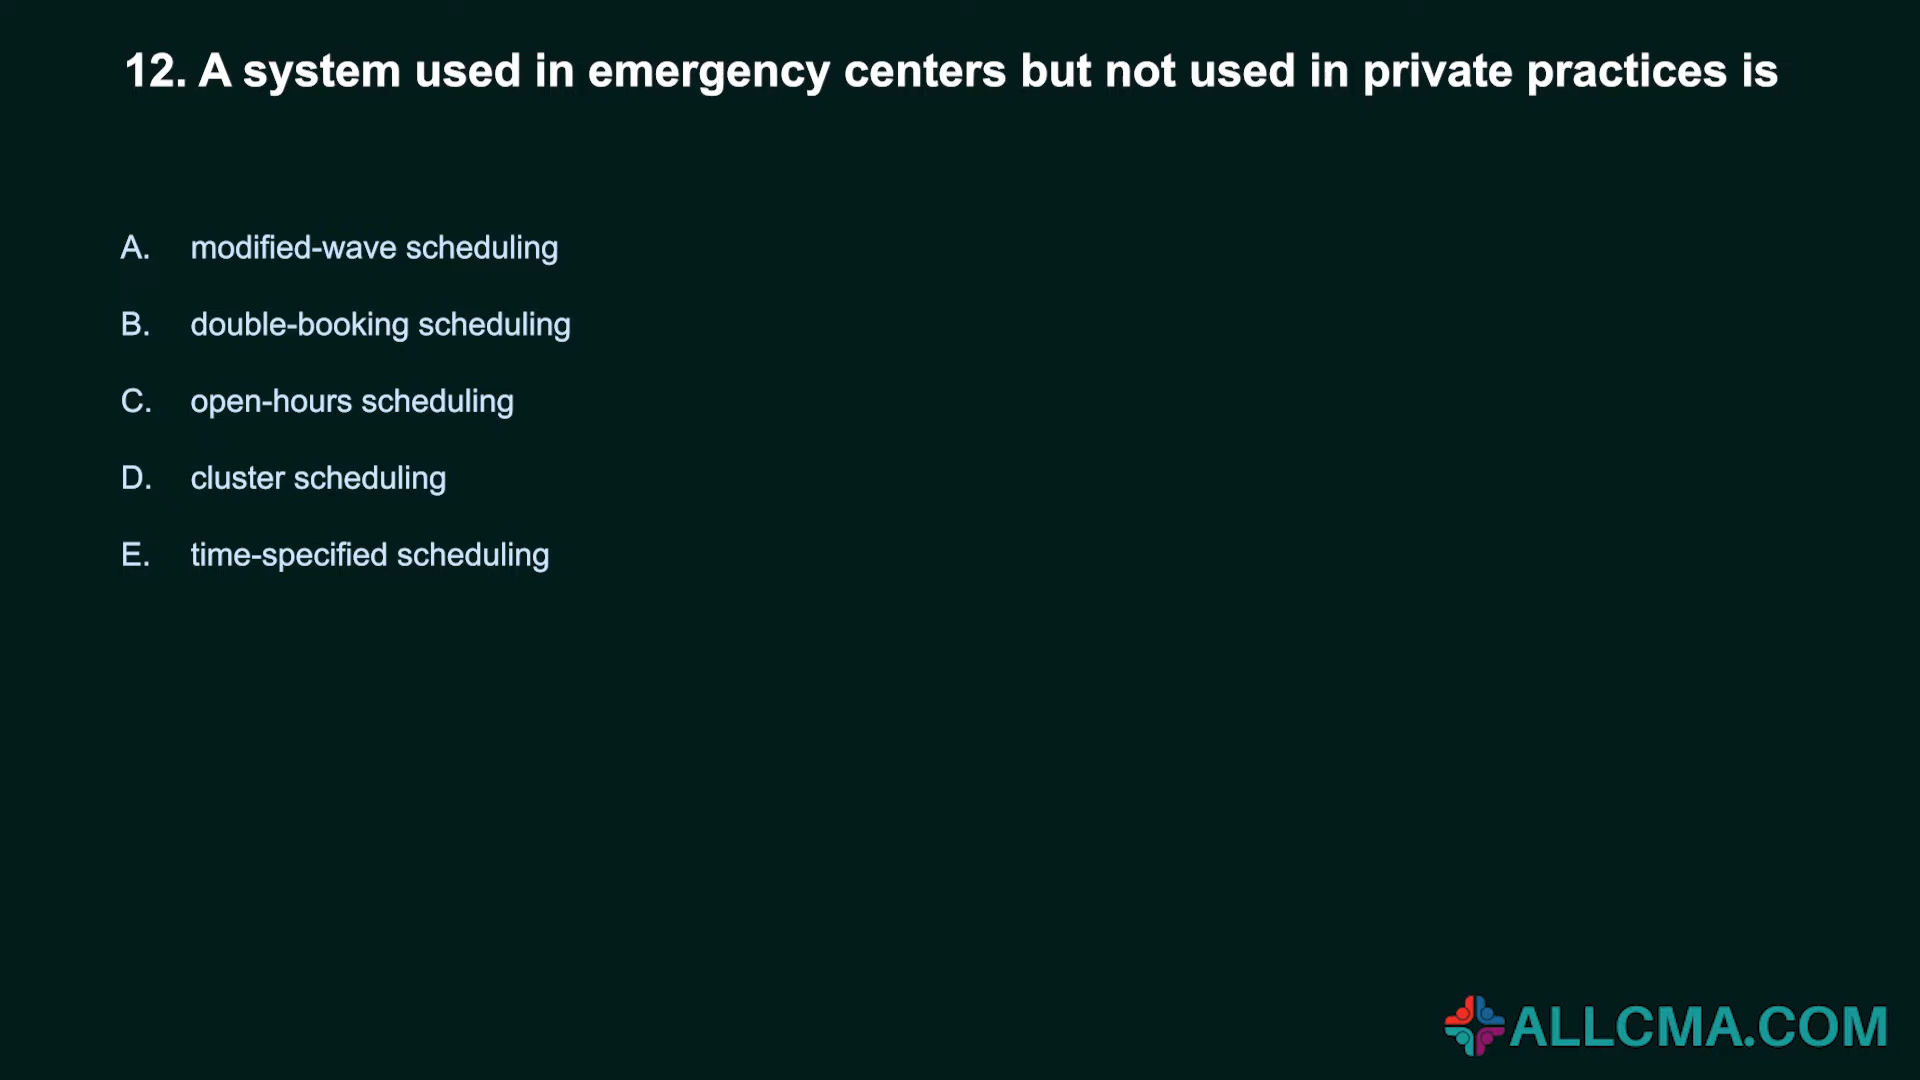 12. A system used in emergency centers but not used in private practices is
A. modified-wave scheduling
B. double-booking scheduling
C. open-hours scheduling
D. cluster scheduling
E. time-specified scheduling
ALLCMA.COM